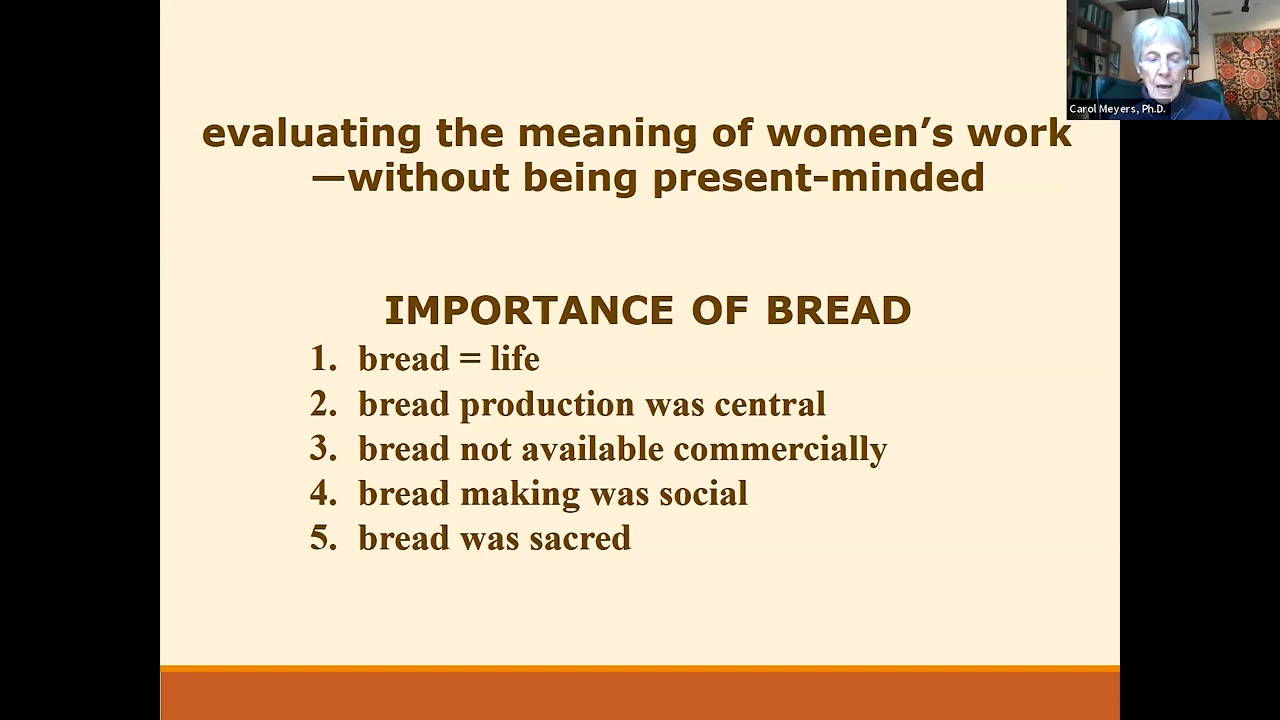 Carol Meyers, Ph.D.
evaluating the meaning of women’s work
—without being present-minded
IMPORTANCE OF BREAD
1. bread = life
2. bread production was central
3. bread not available commercially
4. bread making was social
5. bread was sacred